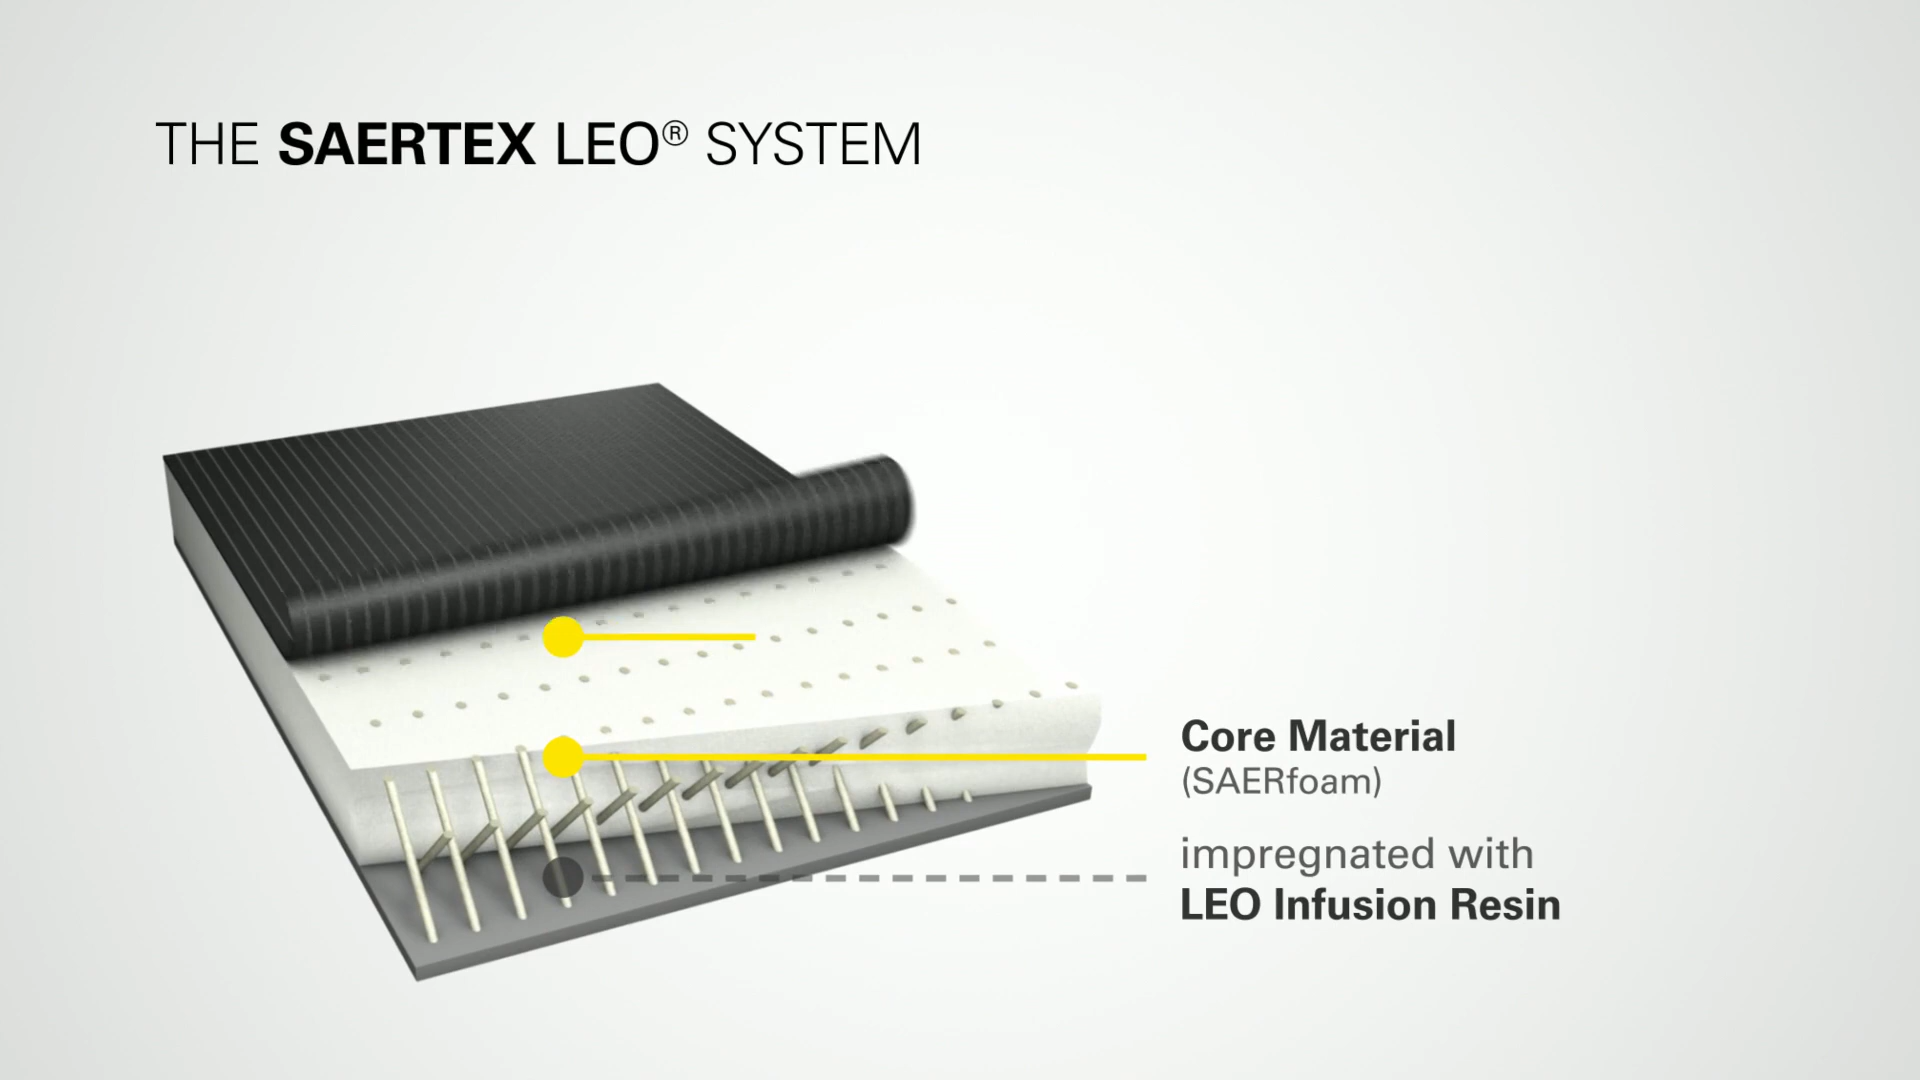 THE SAERTEX LEO® SYSTEM
Core Material
(SAERfoam)
impregnated with
LEO Infusion Resin